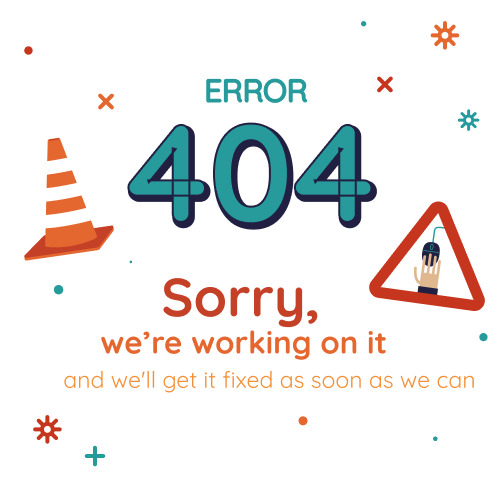 ERROR
404
Sorry,
we’re working on it
and we'll get it fixed as soon as we can